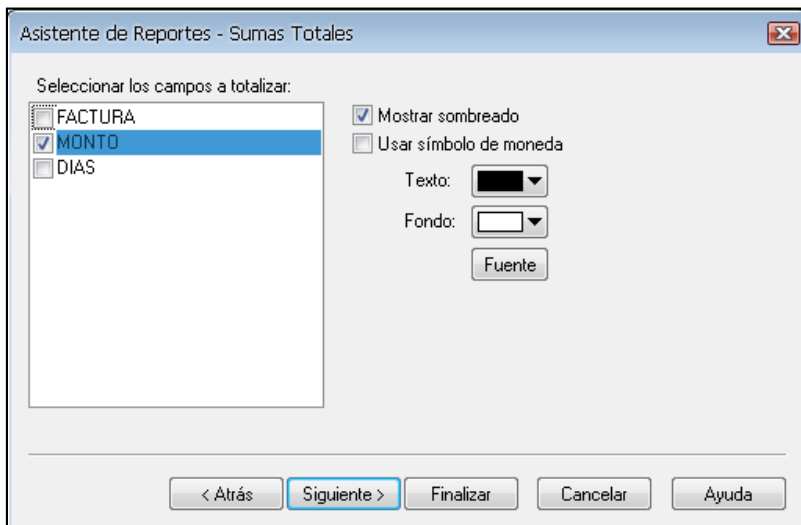 Asistente de Reportes - Sumas Totales
Seleccionar los campos a totalizar:
FACTURA
MONTO
DIAS
Mostrar sombreado
Usar símbolo de moneda
Texto:
Fondo:
Fuente
< Atrás
Siguiente >
Finalizar
Cancelar
Ayuda